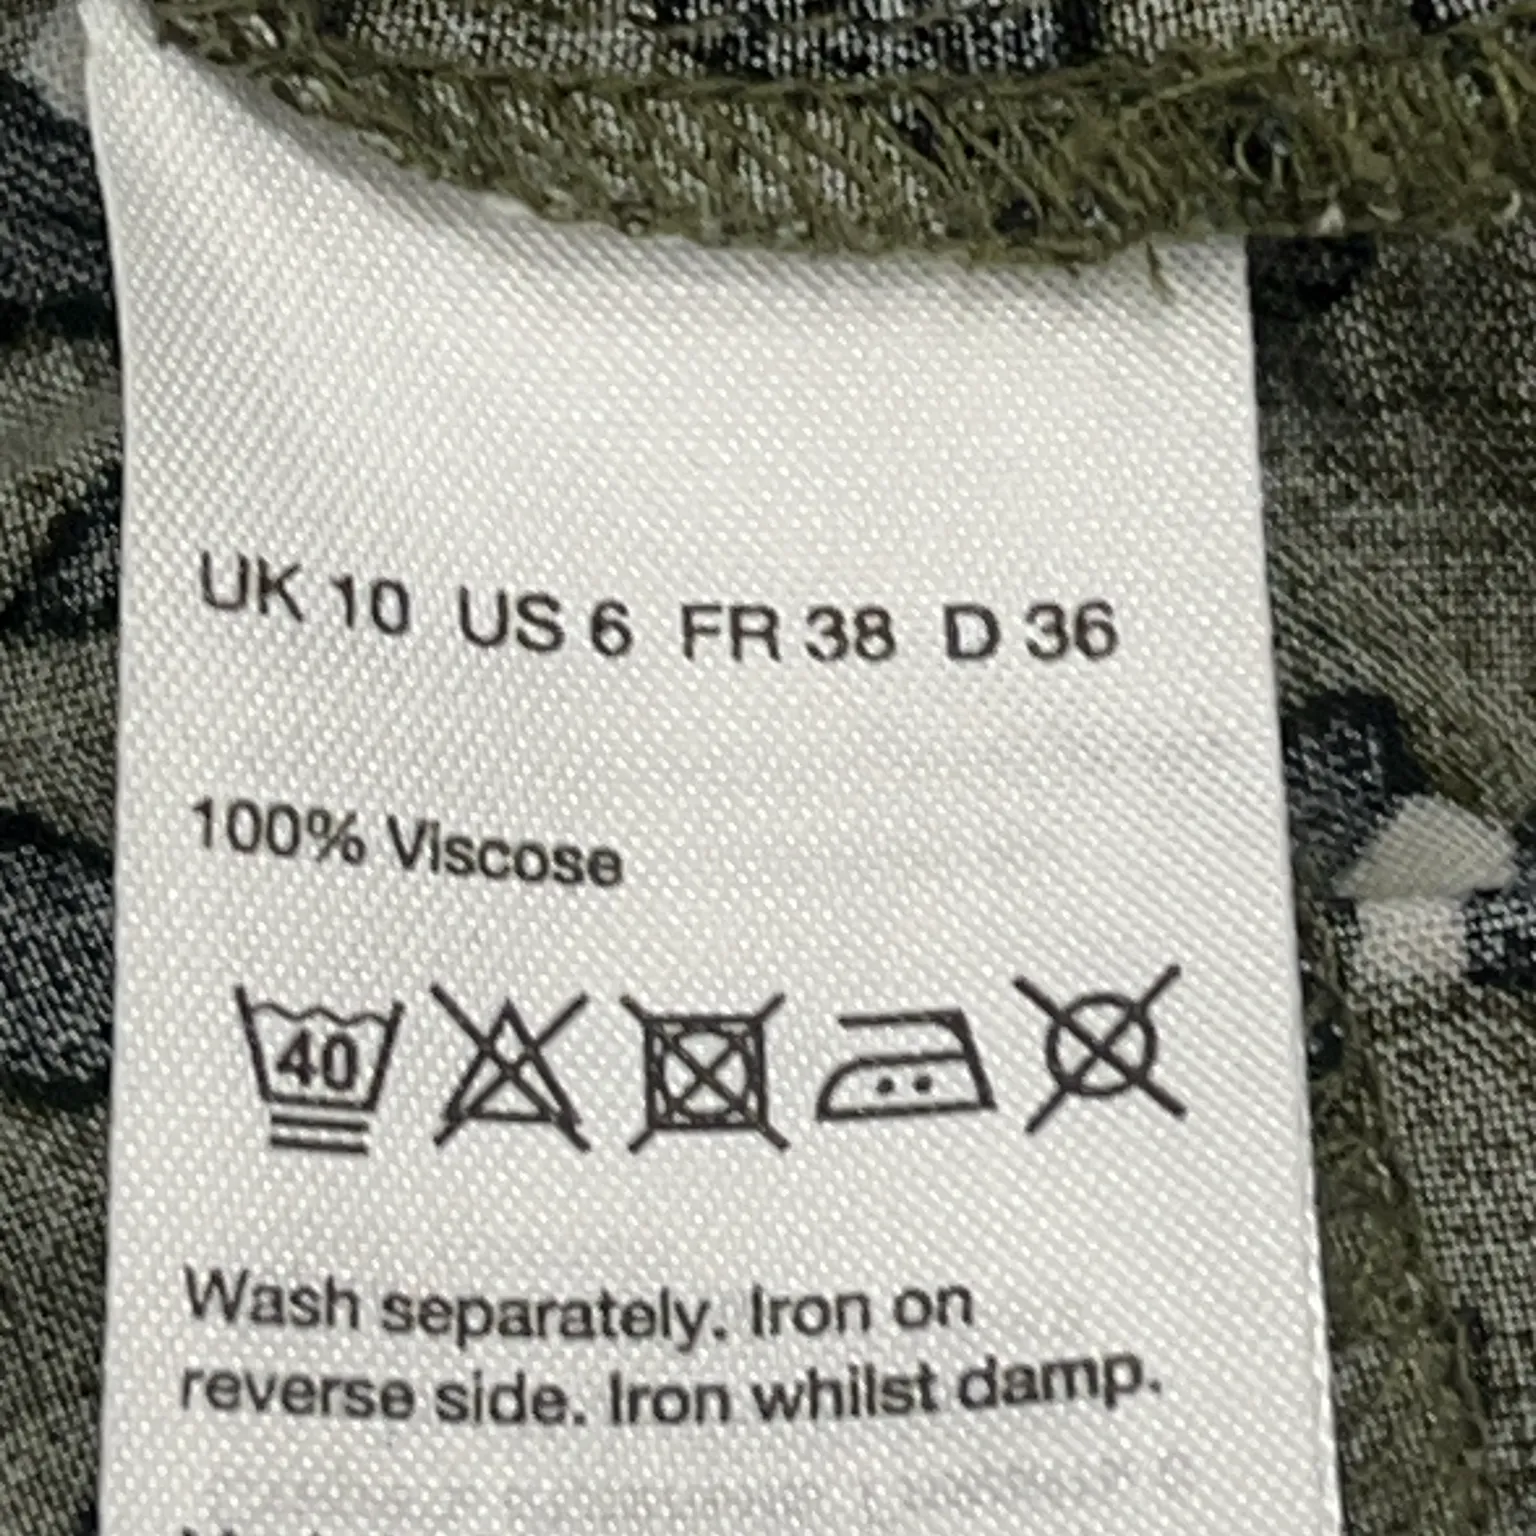 UK 10 US 6 FR 38 D 36
100% Viscose
40
Wash separately. Iron on
reverse side. Iron whilst damp.